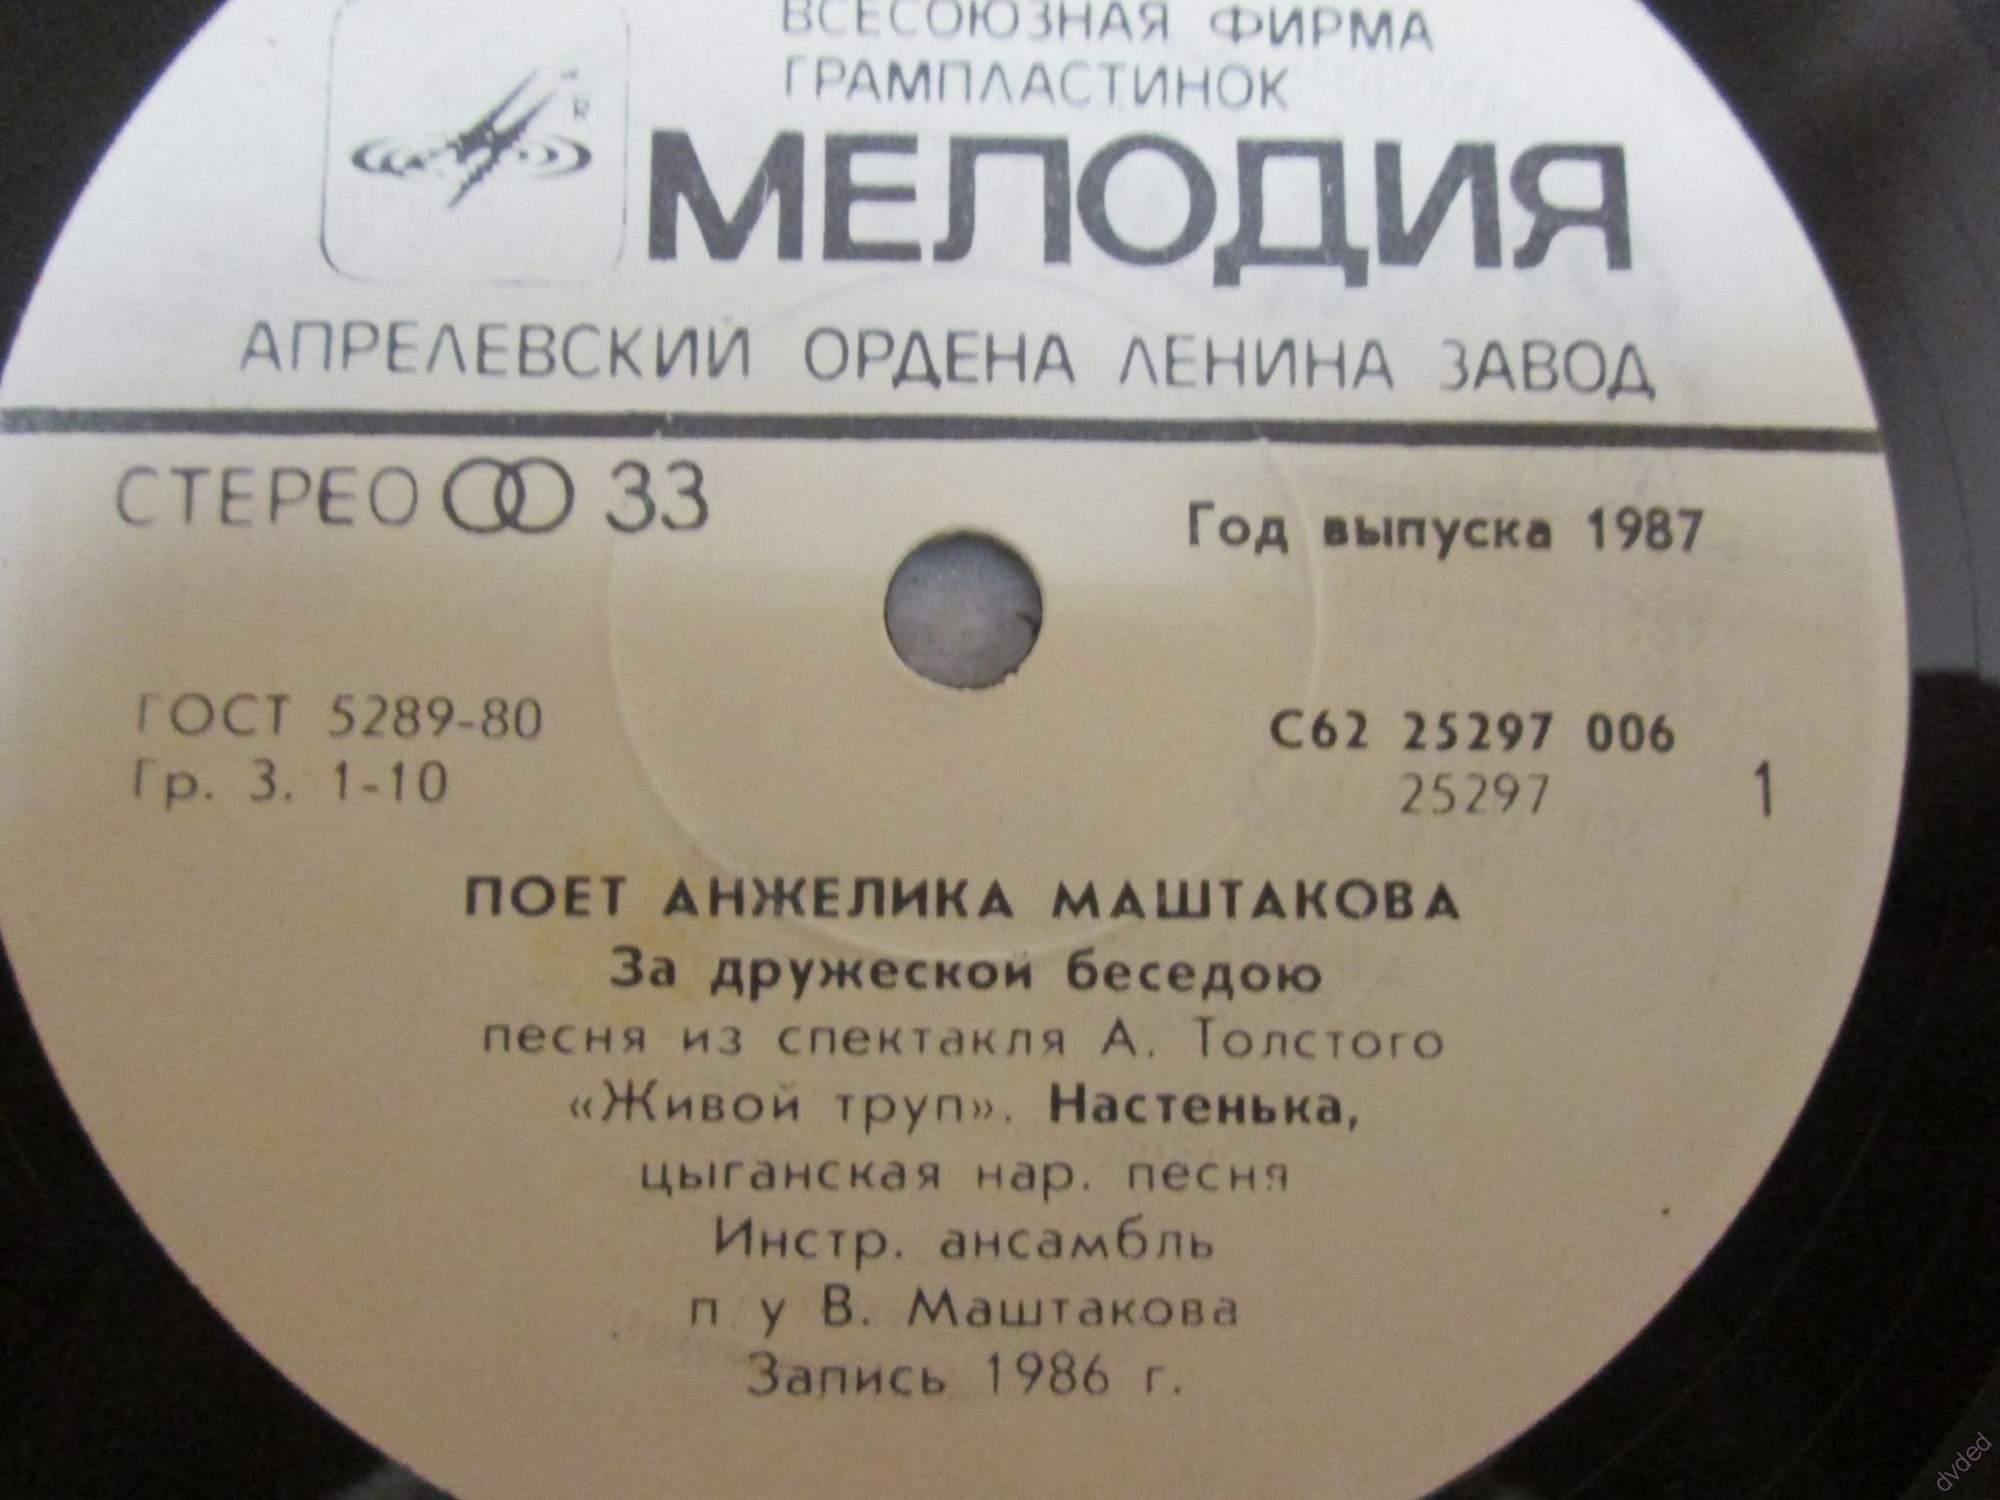 ВСЕСОЮЗНАЯ ФИРМА
ГРАМПЛАСТИНОК
МЕЛОДИЯ
R
АПРЕЛЕВСКИЙ ОРДЕНА ЛЕНИНА ЗАВОД
СТЕРЕО 33
Год выпуска 1987
ГОСТ 5289-80
Гр. 3. 1-10
С62 25297 006
25297 1
ПОЕТ АНЖЕЛИКА МАШТАКОВА
За дружеской беседою
песня из спектакля А. Толстого
«Живой труп». Настенька,
цыганская нар. песня
Инстр. ансамбль
п у В. Маштакова
Запись 1986 г.
dvded